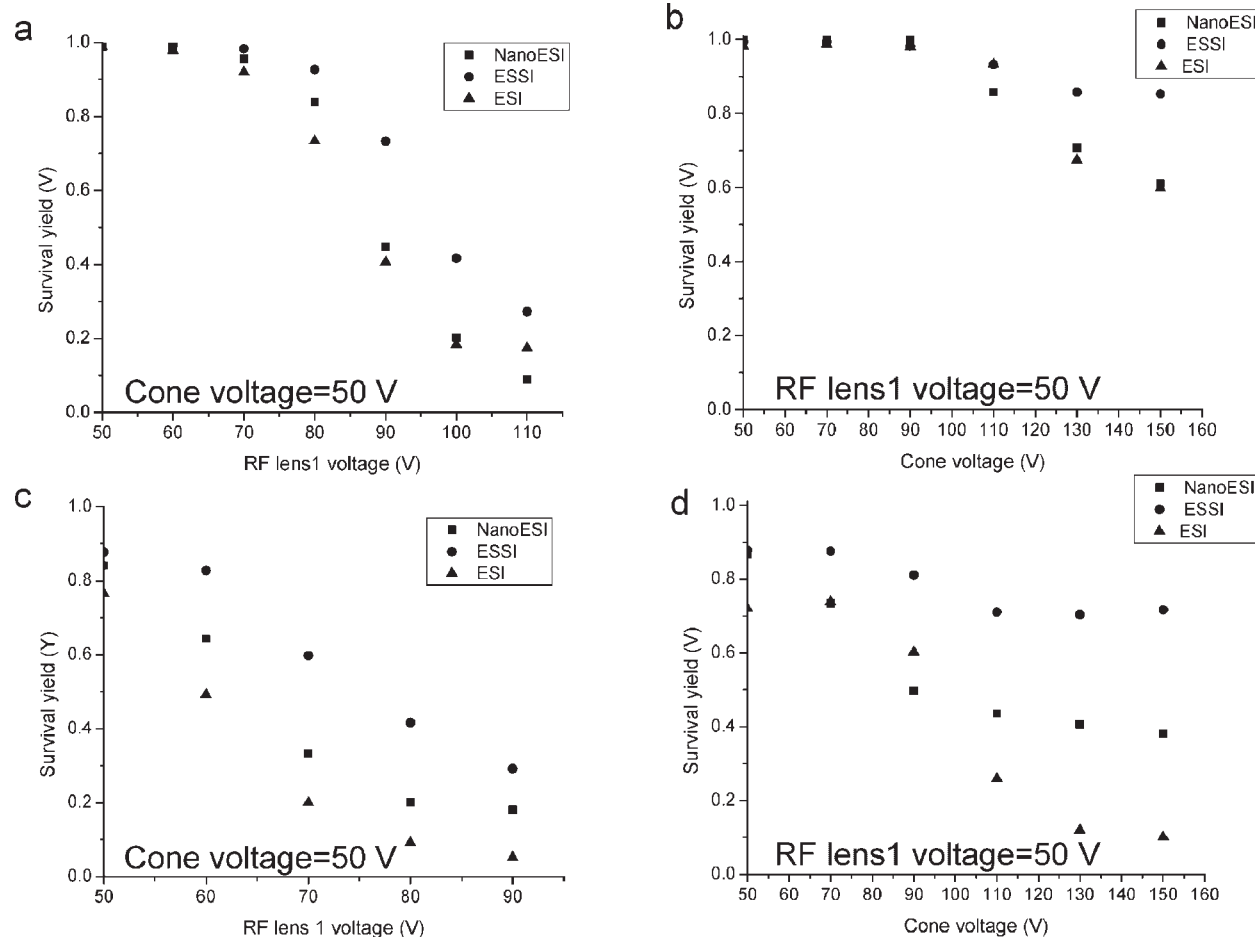 a
NanoESI
ESSI
ESI
1.0
0.8
0.6
0.4
0.2
0.0
Survival yield (V)
Cone voltage=50 V
50 60 70 80 90 100 110
RF lens1 voltage (V)
b
NanoESI
ESSI
ESI
1.0
0.8
0.6
0.4
0.2
0.0
Survival yield (V)
RF lens1 voltage=50 V
50 60 70 80 90 100 110 120 130 140 150 160
Cone voltage (V)
c
NanoESI
ESSI
ESI
1.0
0.8
0.6
0.4
0.2
0.0
Survival yield (Y)
Cone voltage=50 V
50 60 70 80 90
RF lens 1 voltage (V)
d
NanoESI
ESSI
ESI
1.0
0.8
0.6
0.4
0.2
0.0
Survival yield (V)
RF lens1 voltage=50 V
50 60 70 80 90 100 110 120 130 140 150 160
Cone voltage (V)